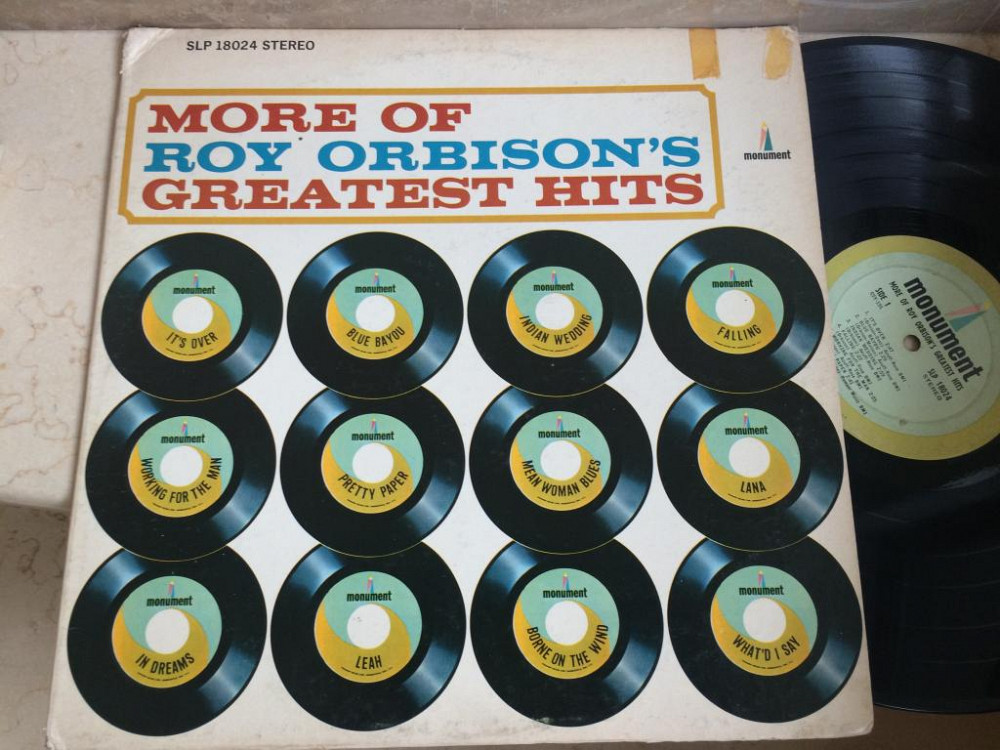 SLP 18024 STEREO
MORE OF
ROY ORBISON'S
GREATEST HITS
monument
monument
IT'S OVER
monument
BLUE BAYOU
monument
INDIAN WEDDING
monument
FALLING
monument
WORKING FOR THE MAN
monument
PRETTY PAPER
monument
MEAN WOMAN BLUES
monument
LANA
monument
IN DREAMS
monument
LEAH
monument
BORNE ON THE WIND
monument
WHAT'D I SAY
monument
MORE OF ROY ORBISON'S GREATEST HITS
SIDE 1
SLP 18024
STEREO